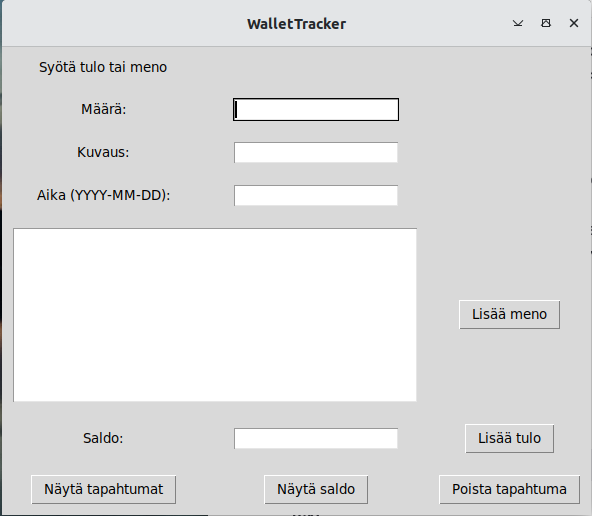 WalletTracker
Syötä tulo tai meno
Määrä:
Kuvaus:
Aika (YYYY-MM-DD):
Lisää meno
Saldo:
Lisää tulo
Näytä tapahtumat
Näytä saldo
Poista tapahtuma